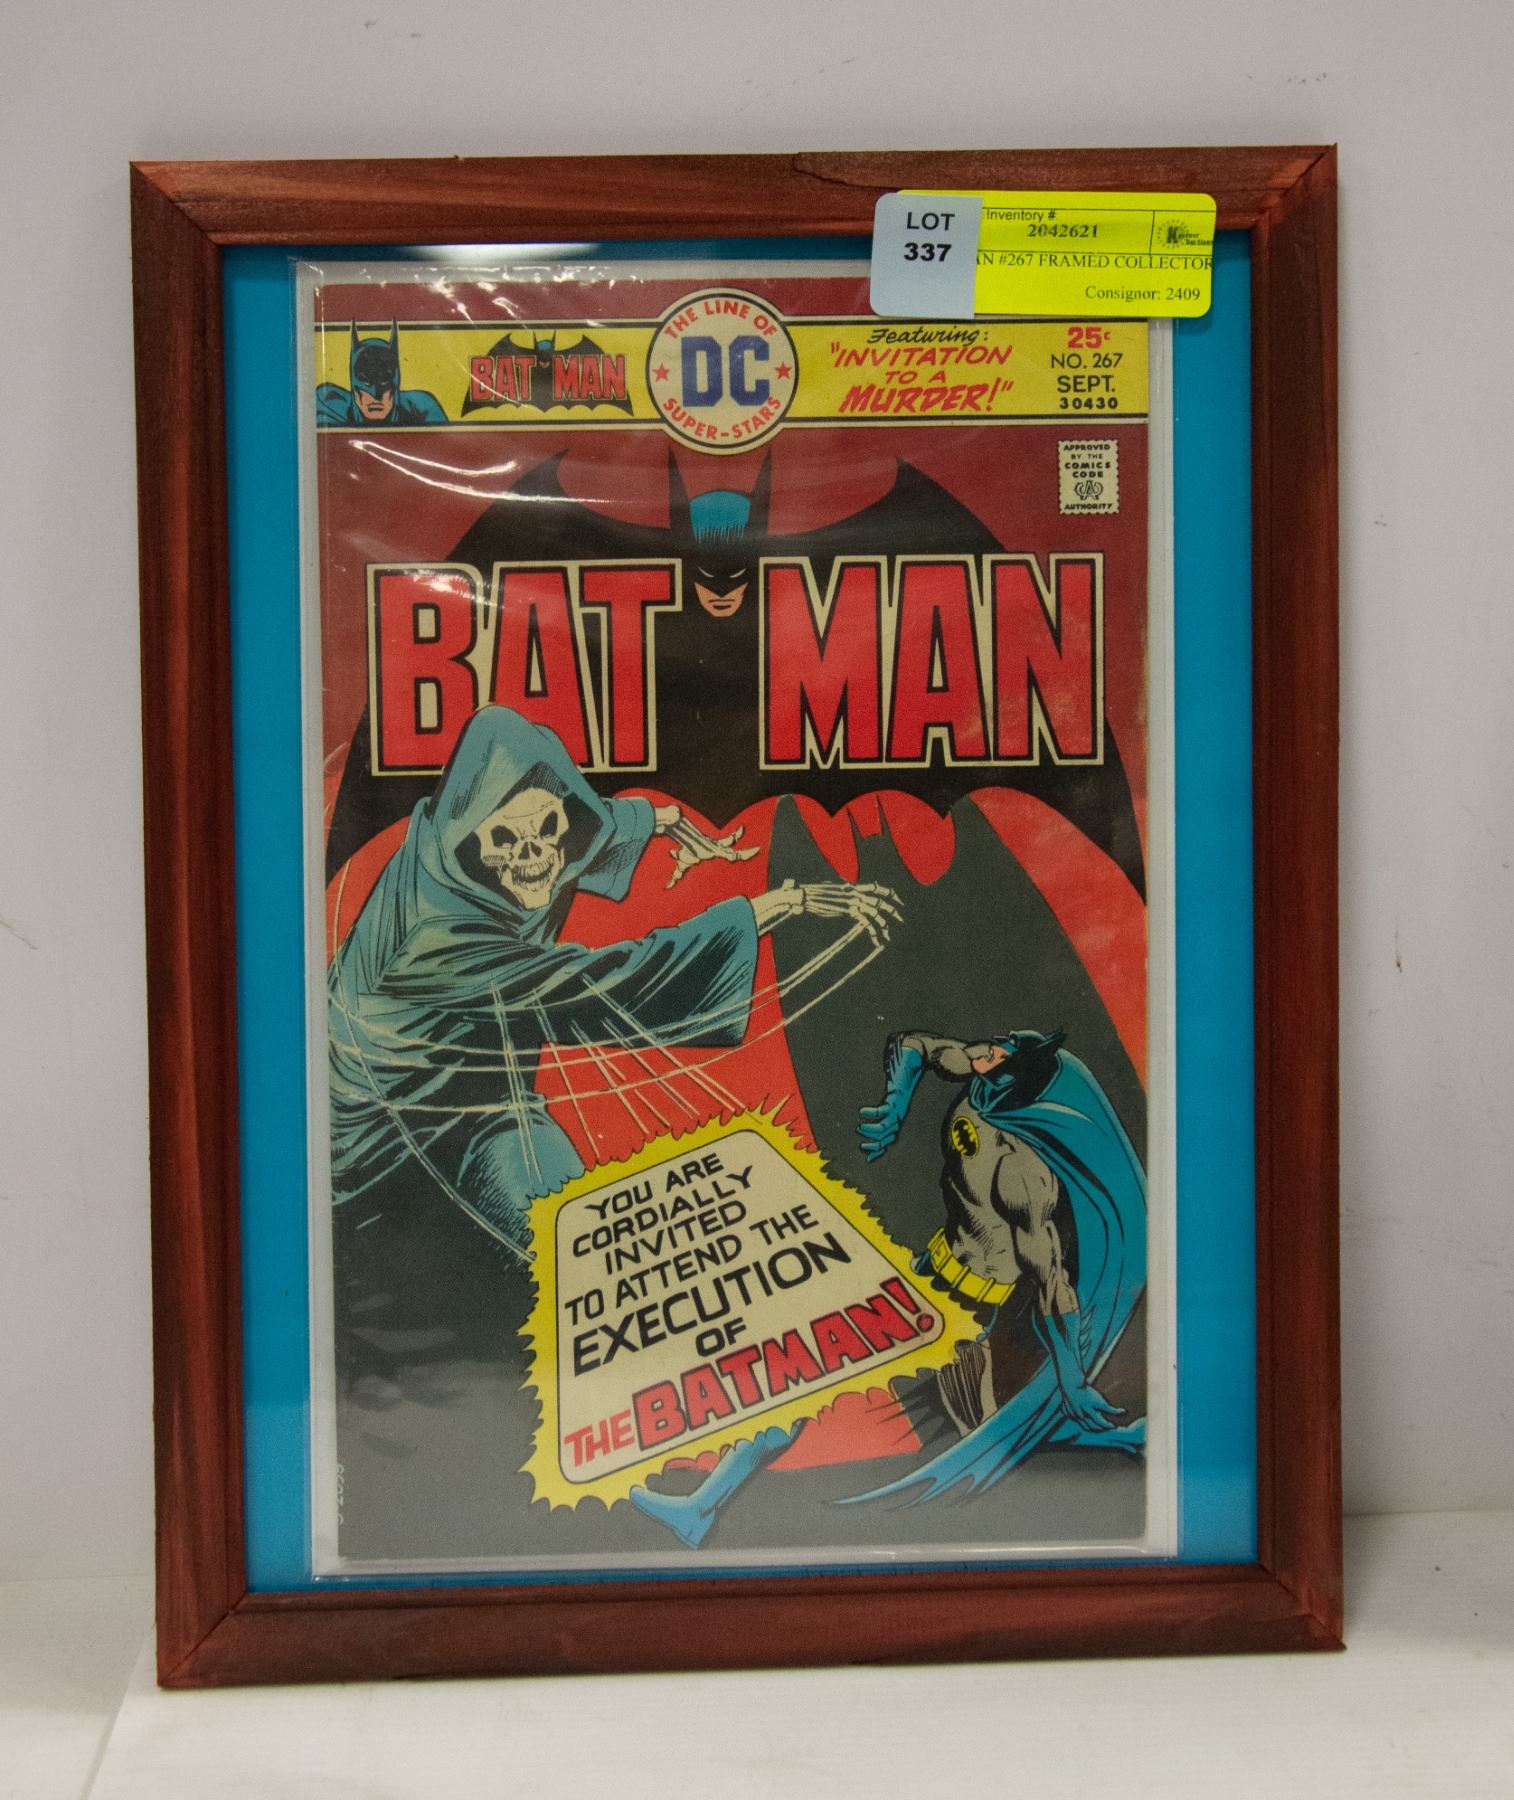 LOT
337
Inventory #
2042621
#267 FRAMED COLLECTOR
Consignor: 2409
BATMAN
THE LINE OF
DC
SUPER-STARS
Featuring:
"INVITATION
TO A
MURDER!"
25¢
NO. 267
SEPT.
30430
APPROVED
BY THE
COMICS
CODE
AUTHORITY
BATMAN
YOU ARE
CORDIALLY
INVITED
TO ATTEND THE
EXECUTION
OF
THE BATMAN!